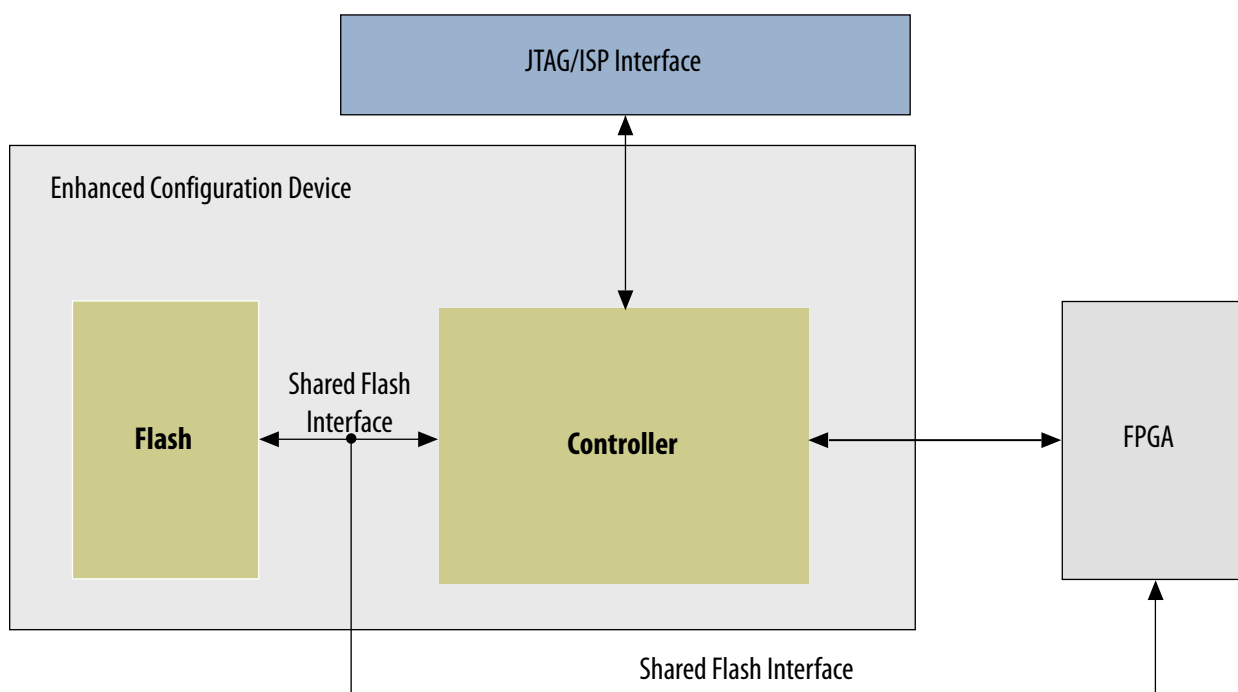 JTAG/ISP Interface
Enhanced Configuration Device
Shared Flash
Interface
Flash
Controller
FPGA
Shared Flash Interface